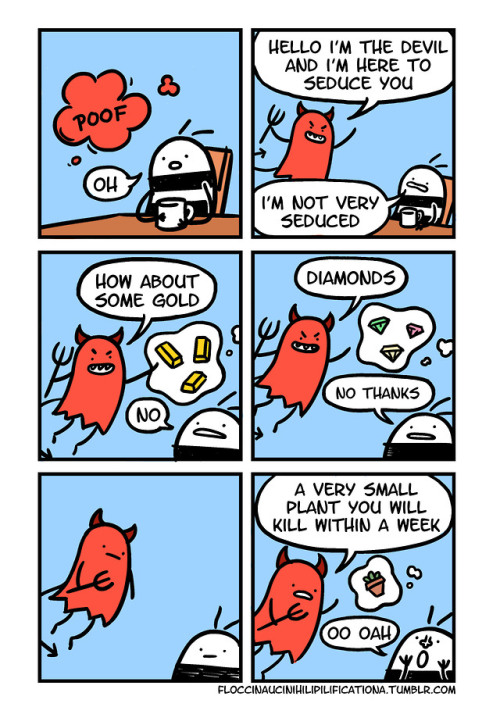 POOF
OH
HELLO I'M THE DEVIL
AND I'M HERE TO
SEDUCE YOU
I'M NOT VERY
SEDUCED
HOW ABOUT
SOME GOLD
NO
DIAMONDS
NO THANKS
A VERY SMALL
PLANT YOU WILL
KILL WITHIN A WEEK
OO OAH
FLOCCINAUCINIHILIPILIFICATIONA.TUMBLR.COM